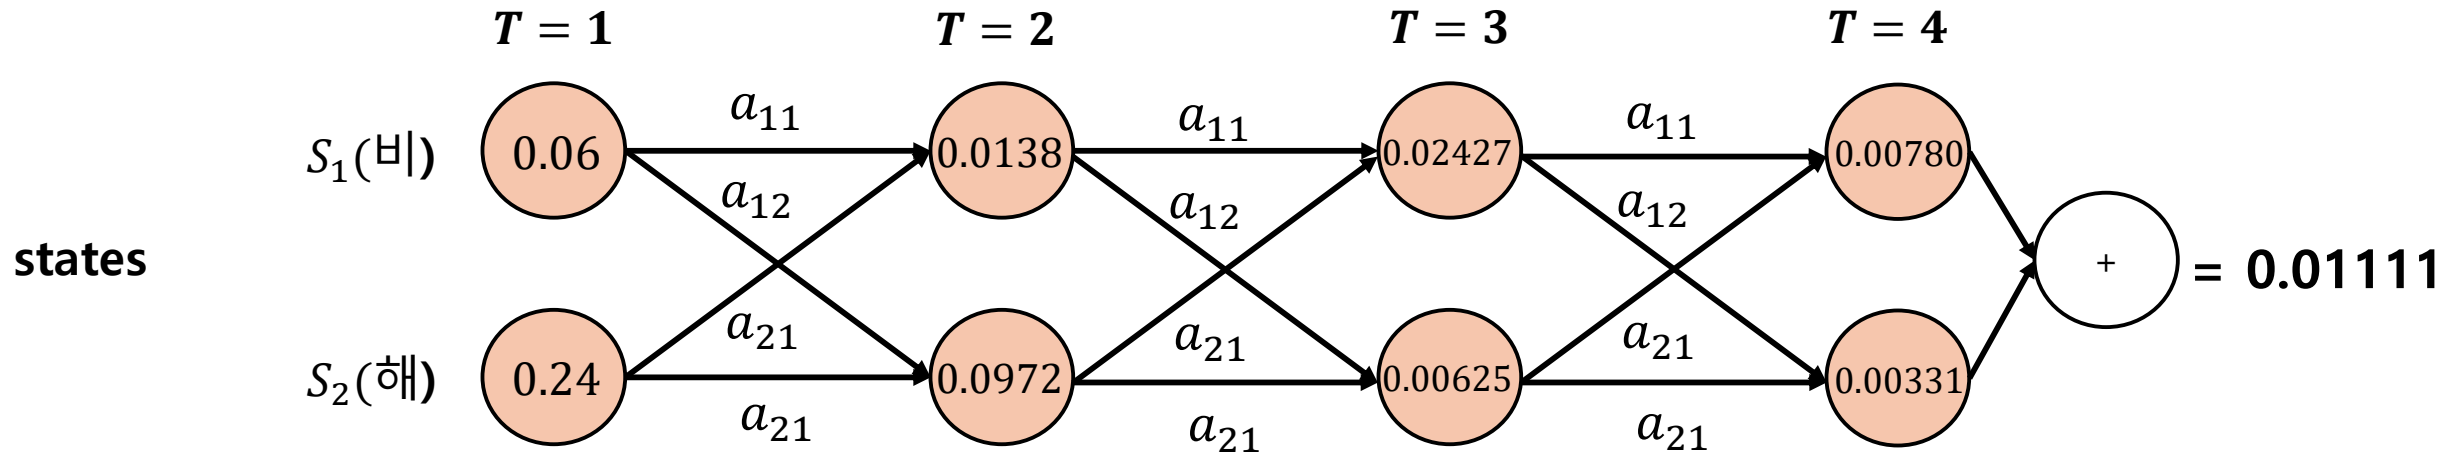 T = 1 T = 2 T = 3 T = 4
a₁₁ a₁₁ a₁₁
S₁(비) 0.06 0.0138 0.02427 0.00780
a₁₂ a₁₂ a₁₂
states + = 0.01111
a₂₁ a₂₁ a₂₁
S₂(해) 0.24 0.0972 0.00625 0.00331
a₂₁ a₂₁ a₂₁